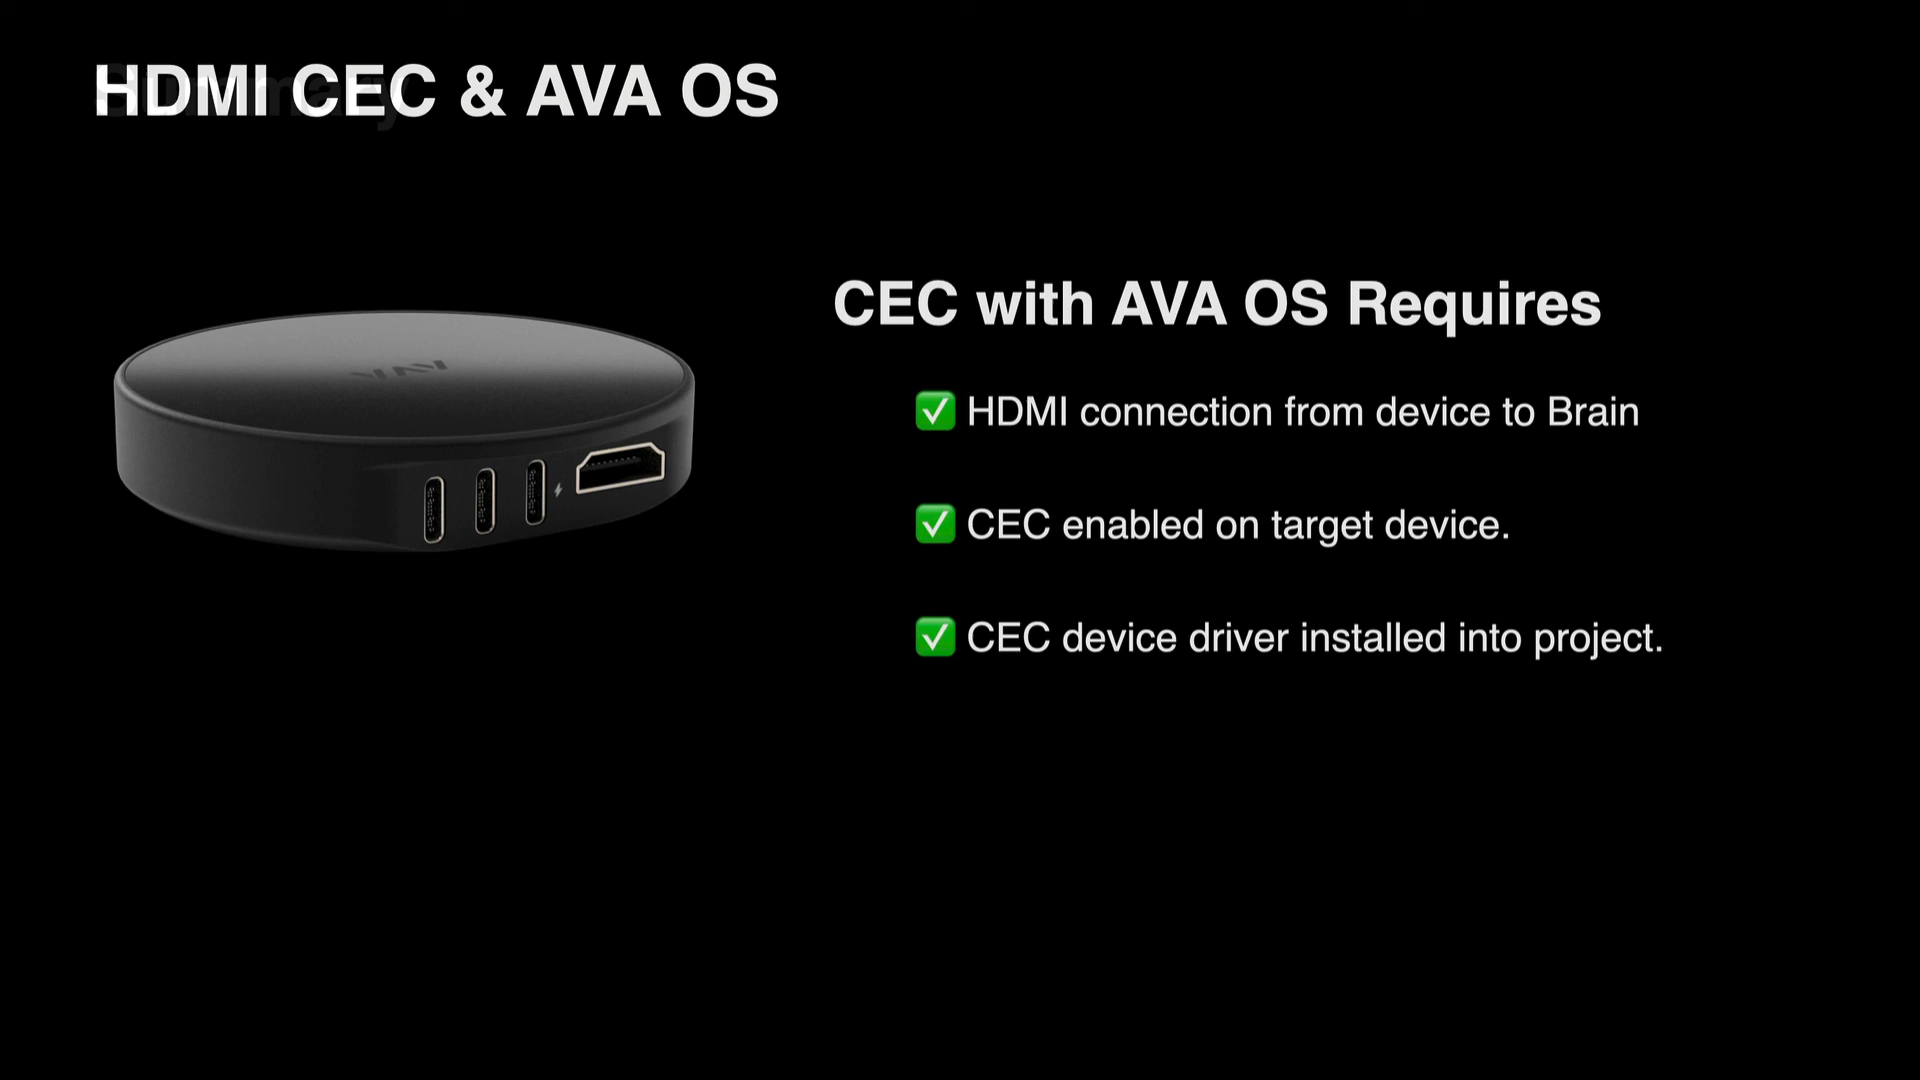 HDMI CEC & AVA OS
CEC with AVA OS Requires
✅ HDMI connection from device to Brain
✅ CEC enabled on target device.
✅ CEC device driver installed into project.
AVA